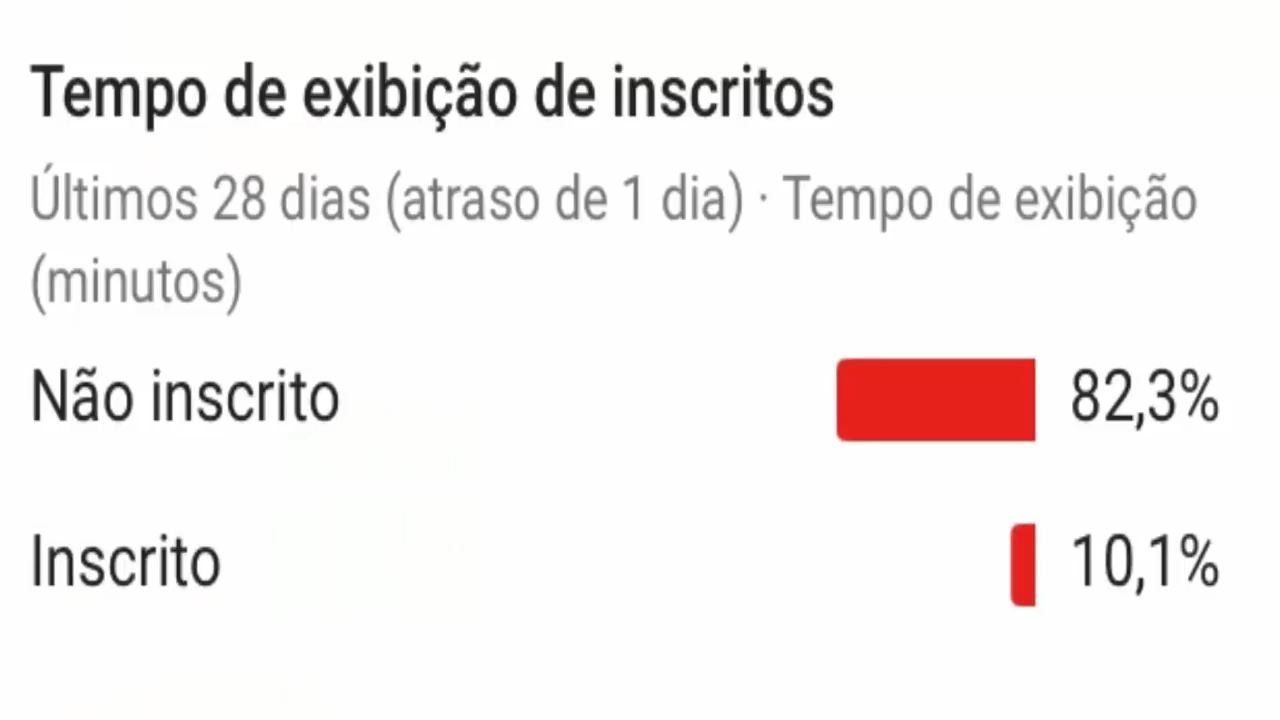 Tempo de exibição de inscritos
Últimos 28 dias (atraso de 1 dia) · Tempo de exibição
(minutos)
Não inscrito 82,3%
Inscrito 10,1%